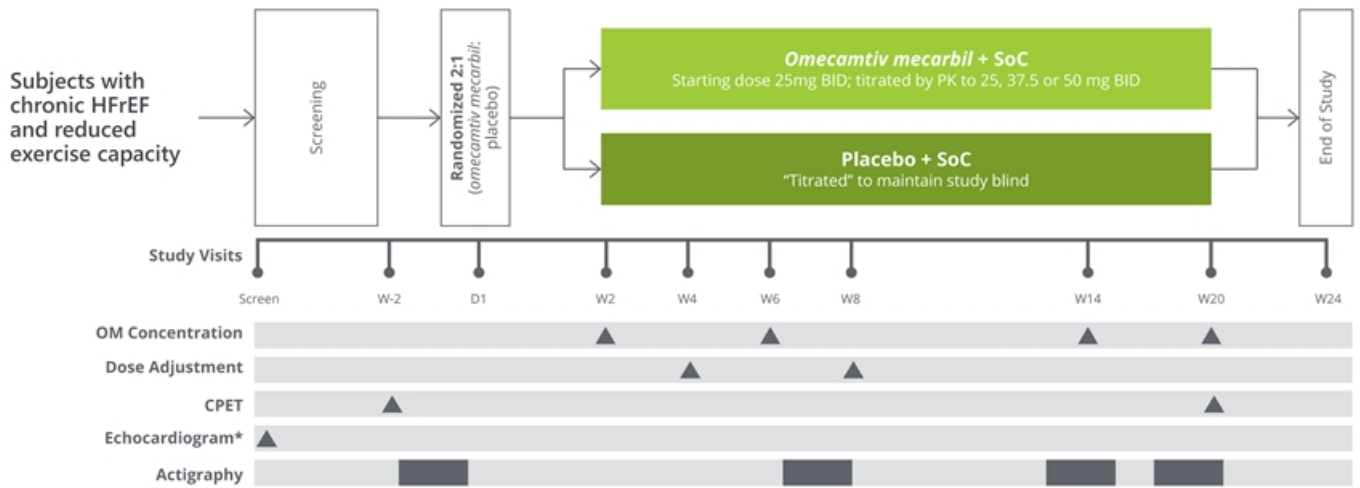 Subjects with
chronic HFrEF
and reduced
exercise capacity
Screening
Randomized 2:1
(omecamtiv mecarbil:
placebo)
Omecamtiv mecarbil + SoC
Starting dose 25mg BID; titrated by PK to 25, 37.5 or 50 mg BID
Placebo + SoC
“Titrated” to maintain study blind
End of Study
Study Visits
Screen W-2 D1 W2 W4 W6 W8 W14 W20 W24
OM Concentration
Dose Adjustment
CPET
Echocardiogram*
Actigraphy